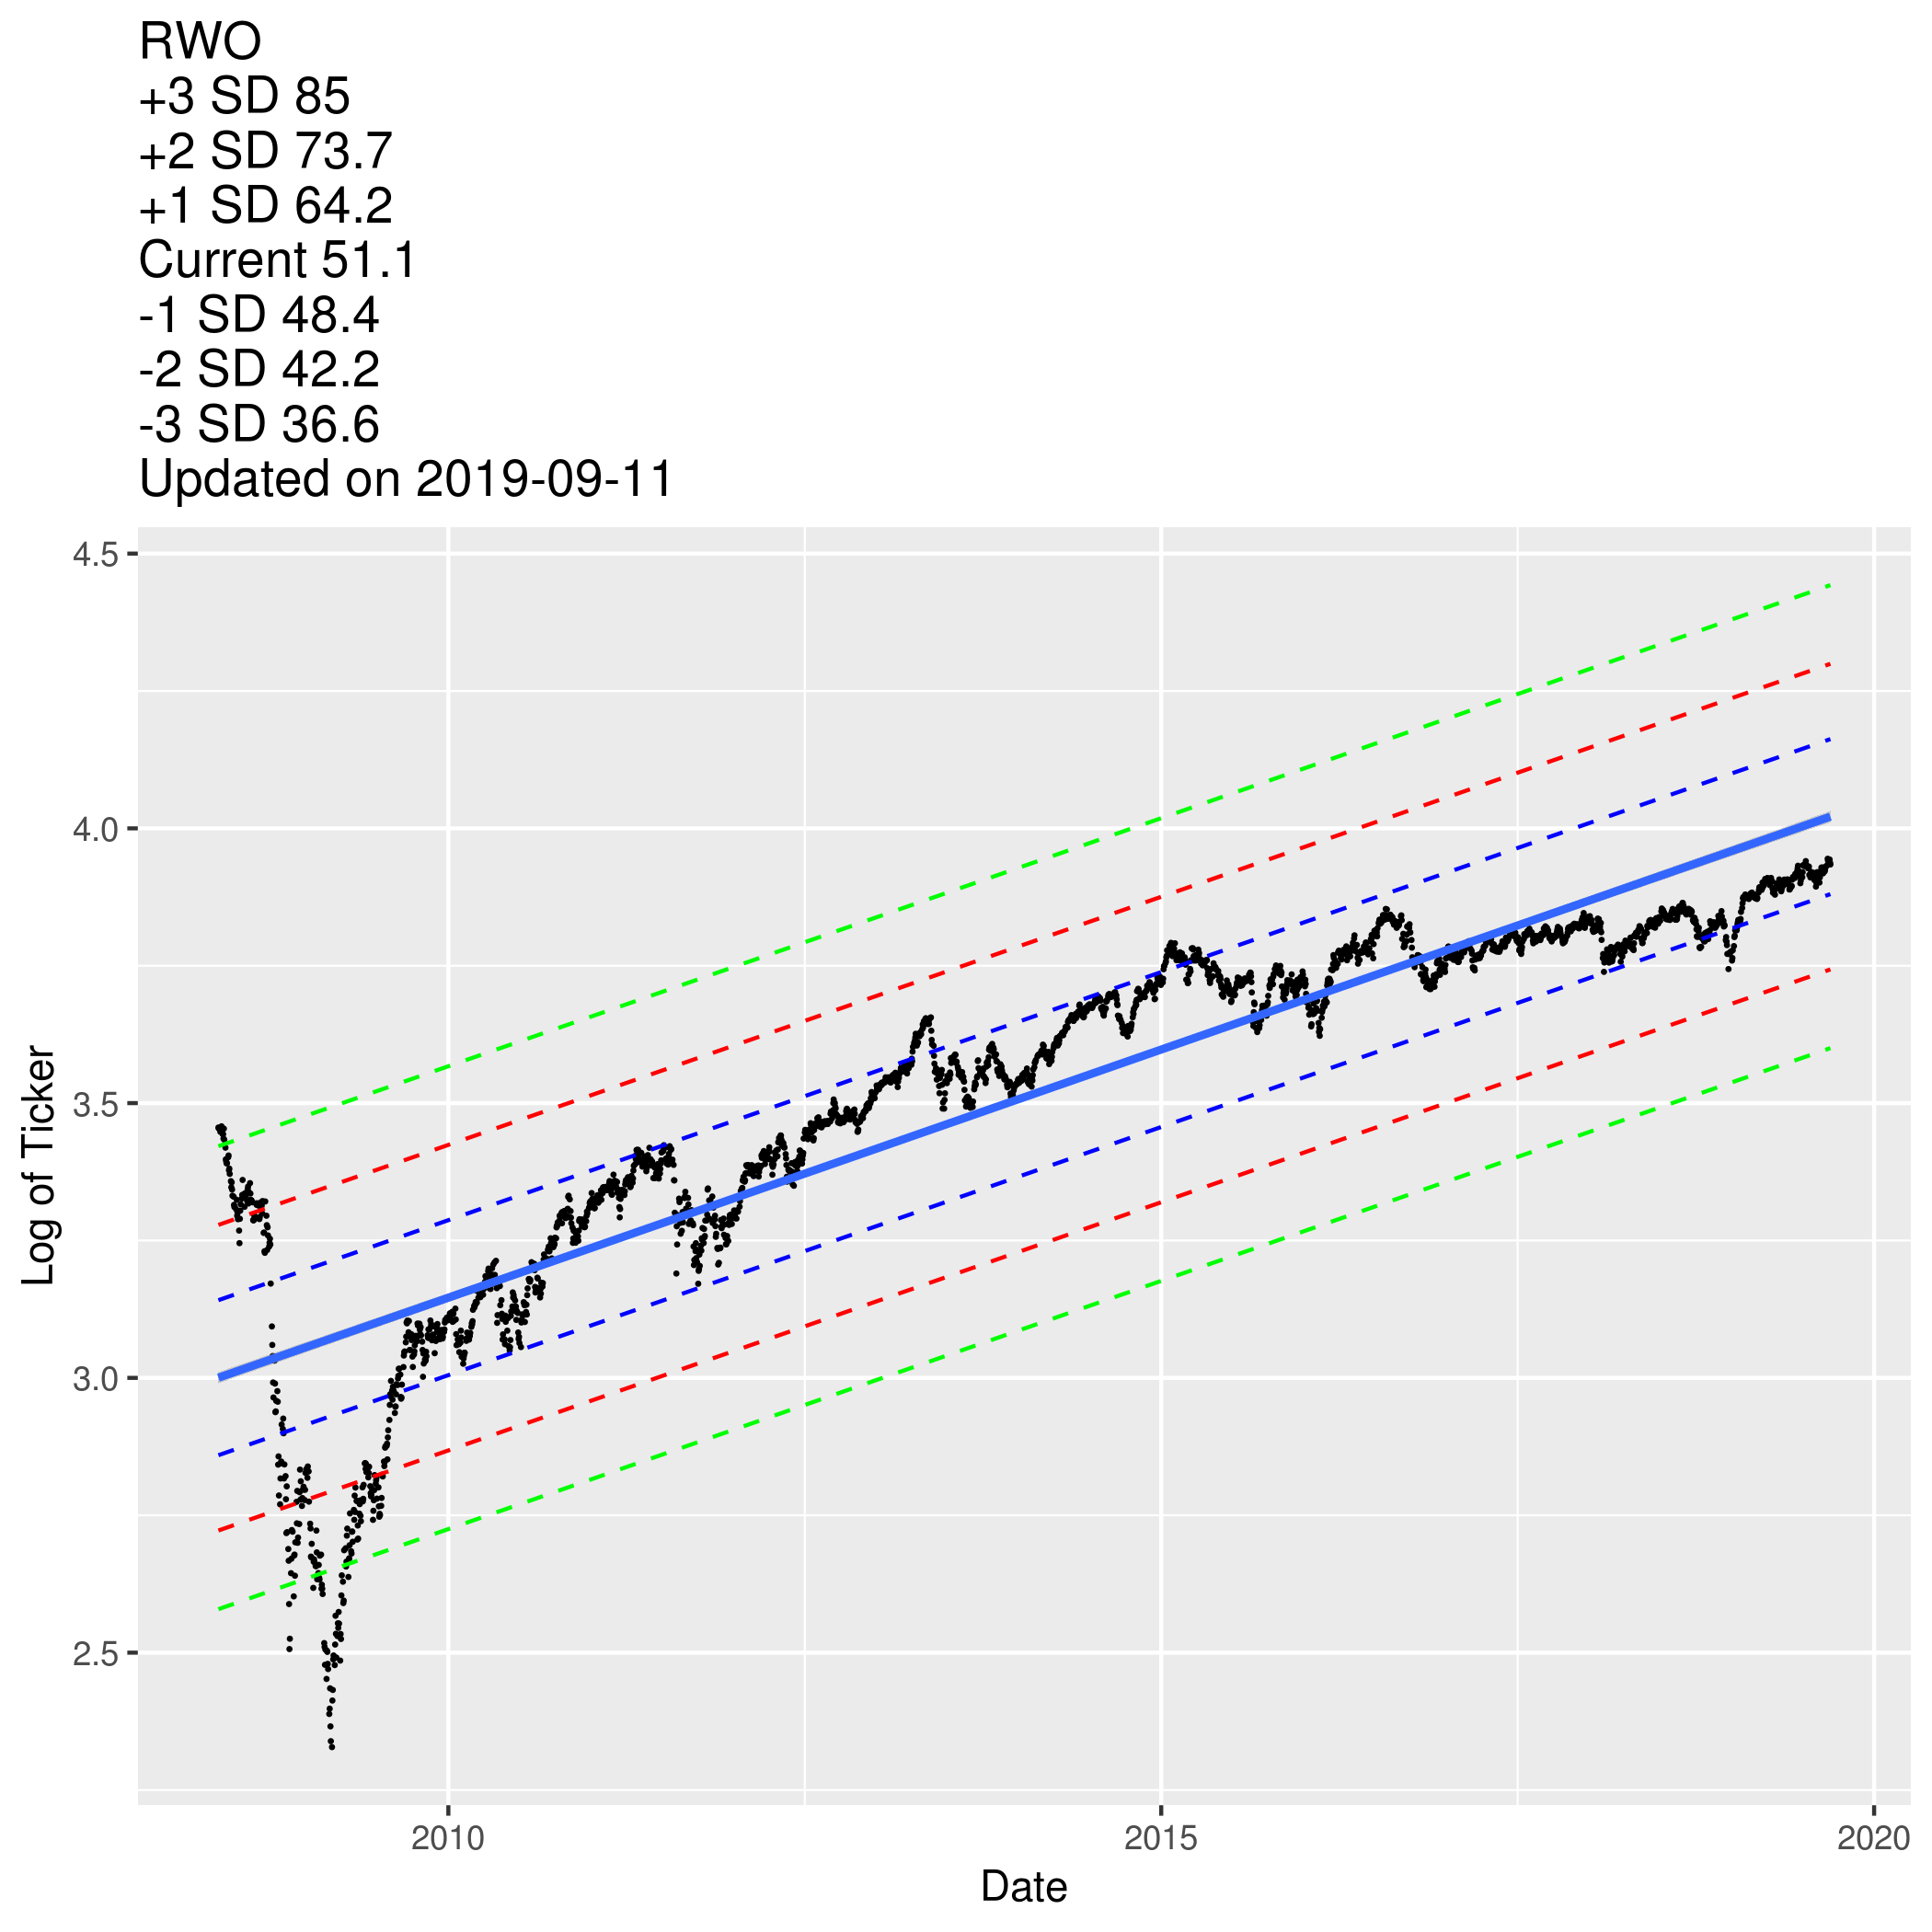 RWO
+3 SD 85
+2 SD 73.7
+1 SD 64.2
Current 51.1
-1 SD 48.4
-2 SD 42.2
-3 SD 36.6
Updated on 2019-09-11
4.5
4.0
3.5
3.0
2.5
Log of Ticker
2010 2015 2020
Date